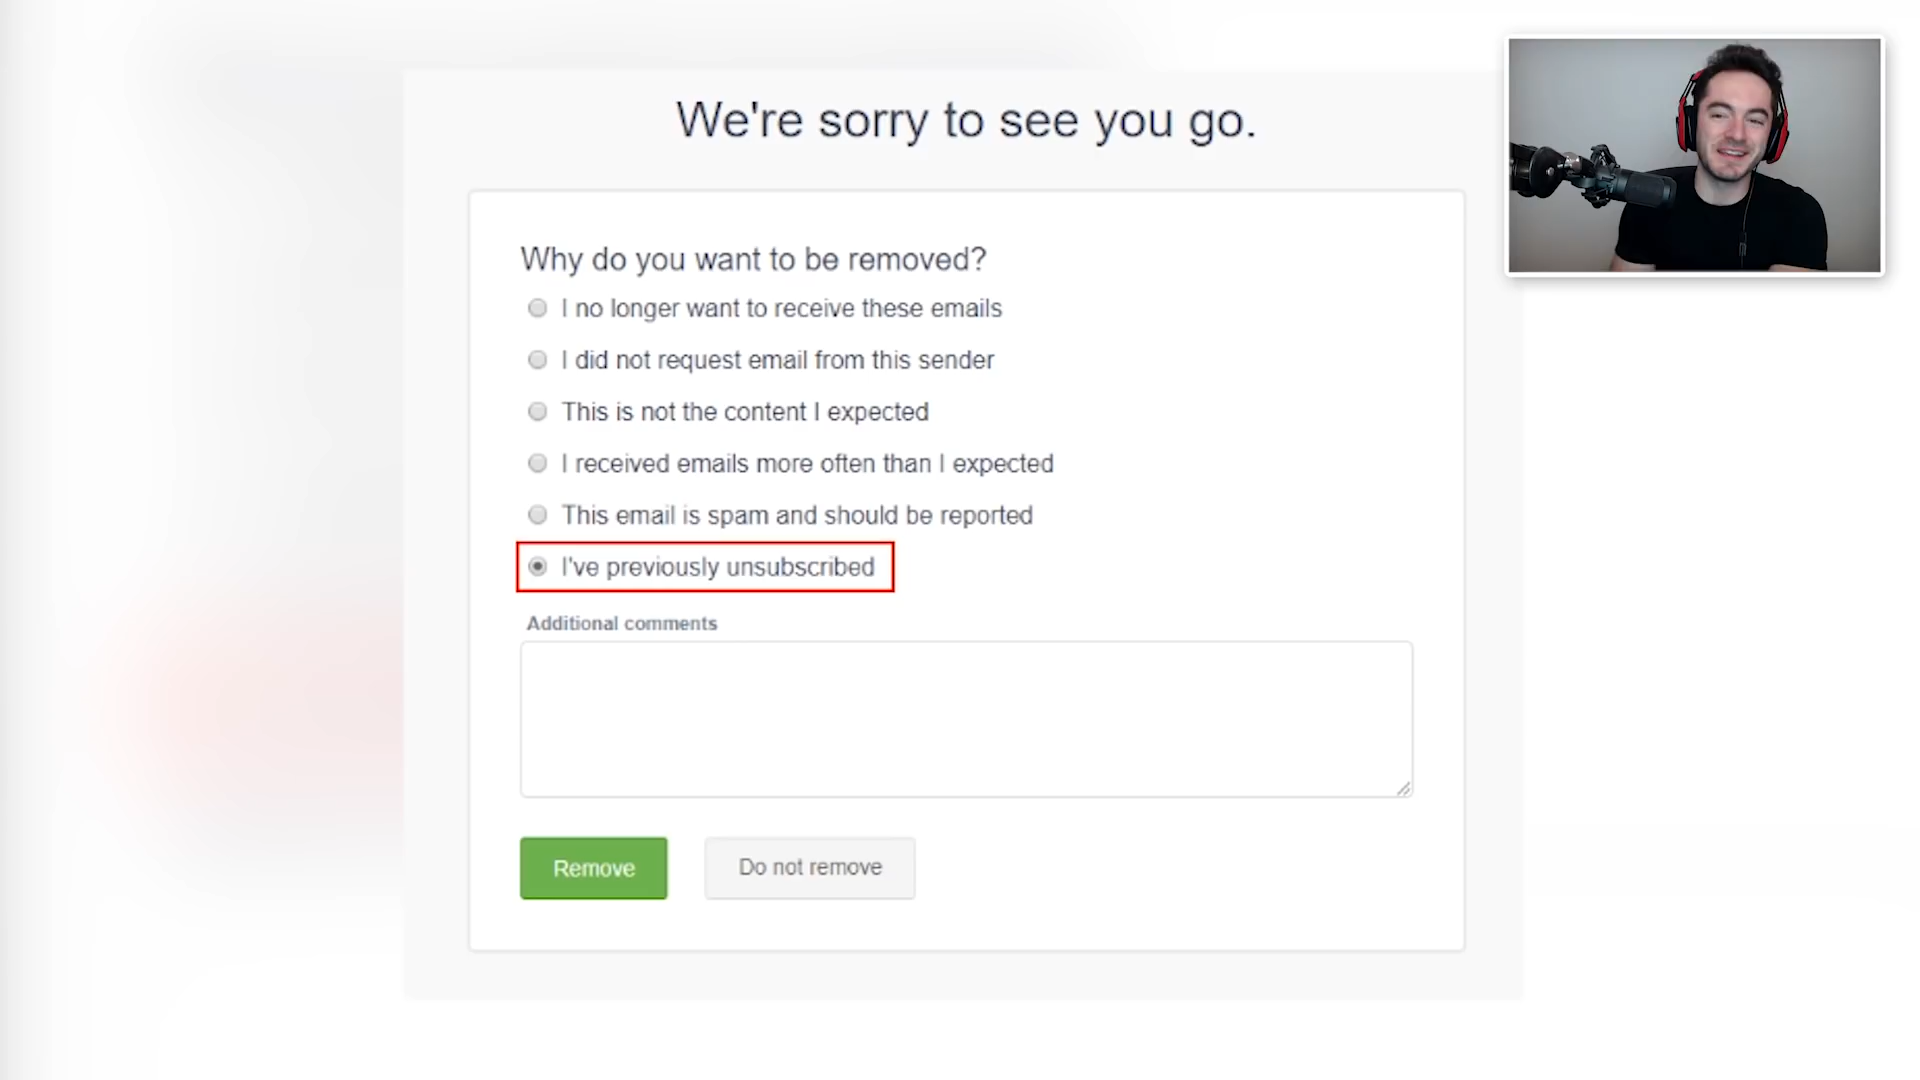 We're sorry to see you go.
Why do you want to be removed?
I no longer want to receive these emails
I did not request email from this sender
This is not the content I expected
I received emails more often than I expected
This email is spam and should be reported
I've previously unsubscribed
Additional comments
Remove
Do not remove